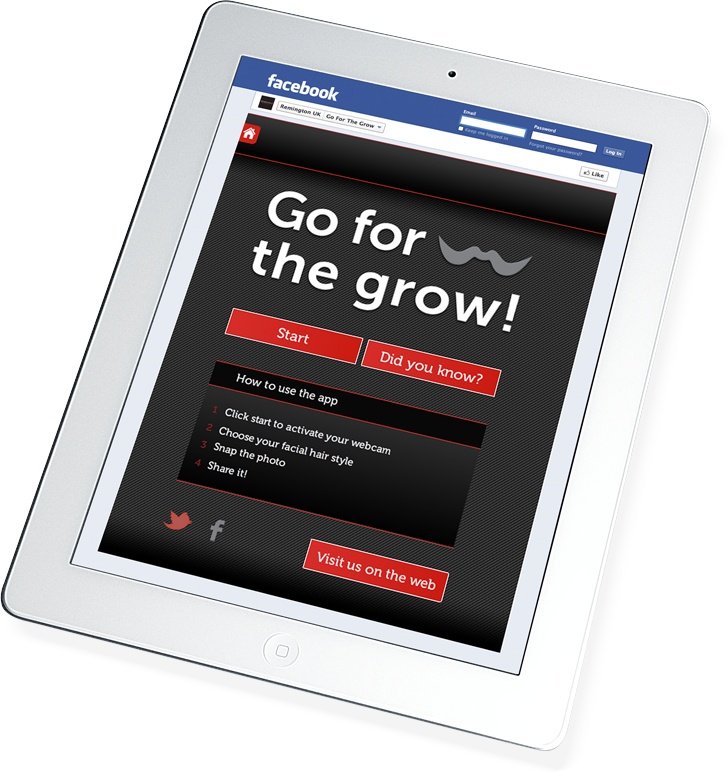 facebook
Email
Password
Keep me logged in
Forgot your password?
Log in
Remington UK
Go For The Grow
Like
Go for
the grow!
Start
Did you know?
How to use the app
1 Click start to activate your webcam
2 Choose your facial hair style
3 Snap the photo
4 Share it!
f
Visit us on the web